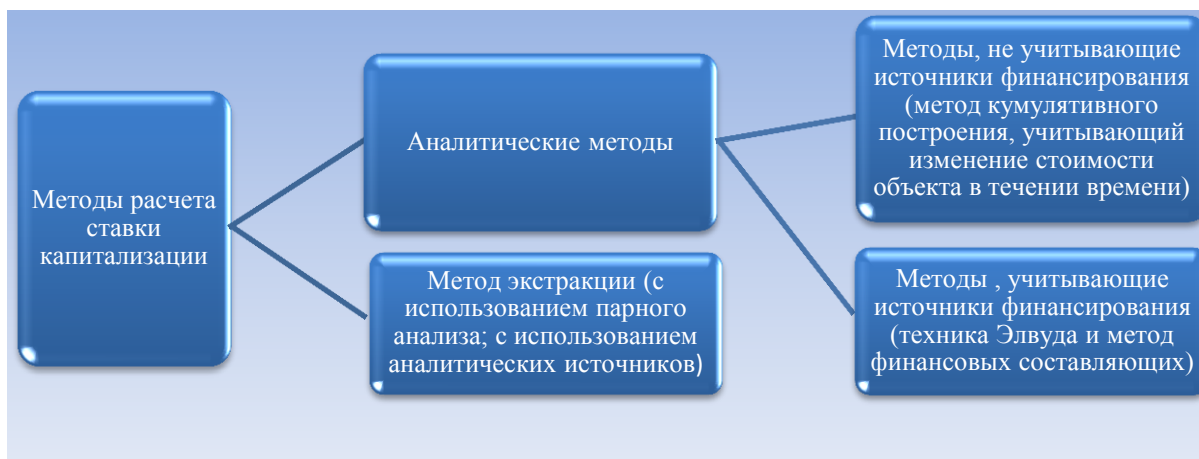 Методы расчета
ставки
капитализации
Аналитические методы
Метод экстракции (с
использованием парного
анализа; с использованием
аналитических источников)
Методы, не учитывающие
источники финансирования
(метод кумулятивного
построения, учитывающий
изменение стоимости
объекта в течении времени)
Методы , учитывающие
источники финансирования
(техника Элвуда и метод
финансовых составляющих)